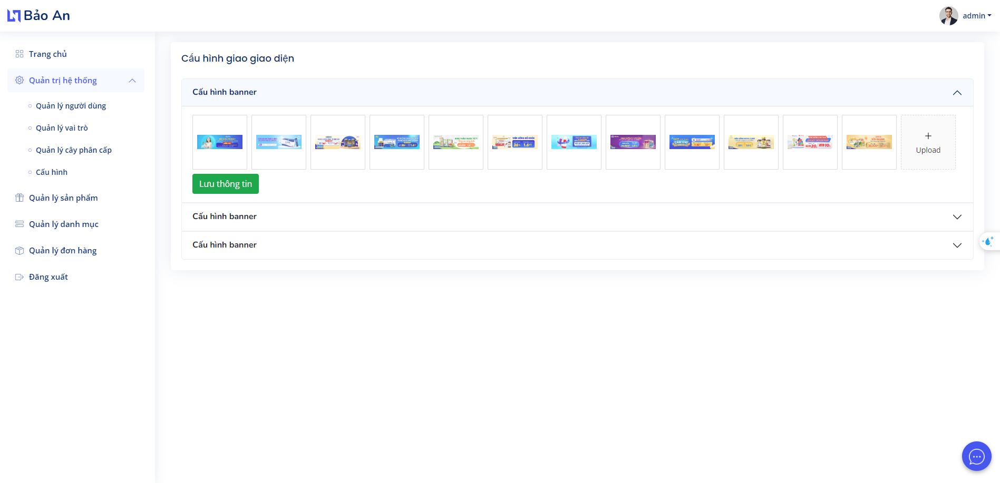 Bảo An
admin
Trang chủ
Quản trị hệ thống
Quản lý người dùng
Quản lý vai trò
Quản lý cây phân cấp
Cấu hình
Quản lý sản phẩm
Quản lý danh mục
Quản lý đơn hàng
Đăng xuất
Cấu hình giao giao diện
Cấu hình banner
Upload
Lưu thông tin
Cấu hình banner
Cấu hình banner